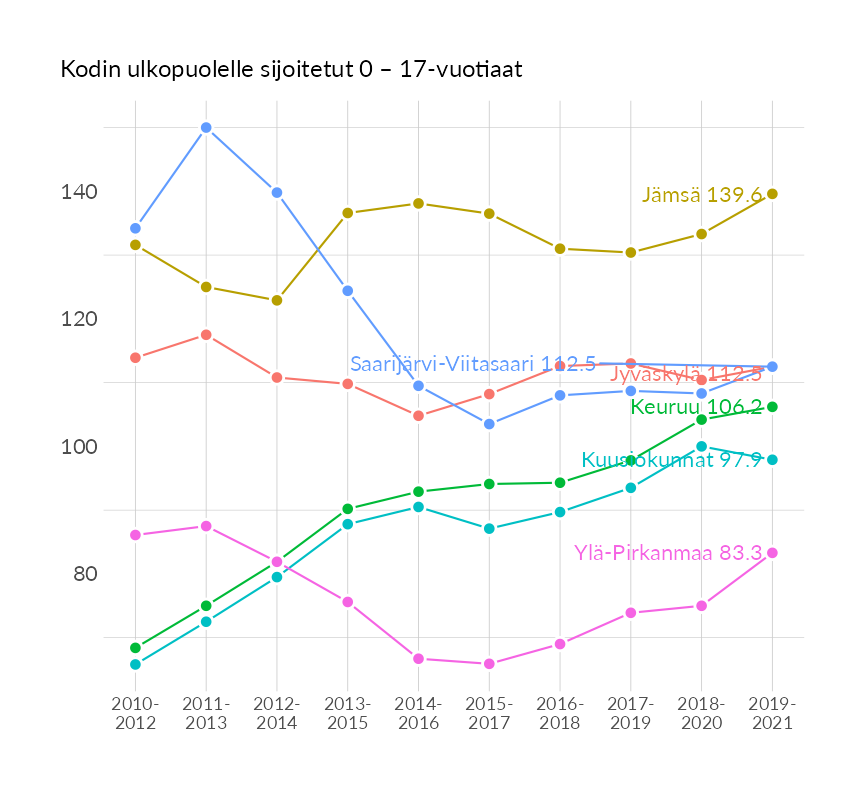 Kodin ulkopuolelle sijoitetut 0 – 17-vuotiaat
140
Jämsä 139.6
120
Saarijärvi-Viitasaari 112.5
Jyväskylä 112.5
Keuruu 106.2
100
Kuusiokunnat 97.9
80
Ylä-Pirkanmaa 83.3
2010- 2011- 2012- 2013- 2014- 2015- 2016- 2017- 2018- 2019-
2012 2013 2014 2015 2016 2017 2018 2019 2020 2021